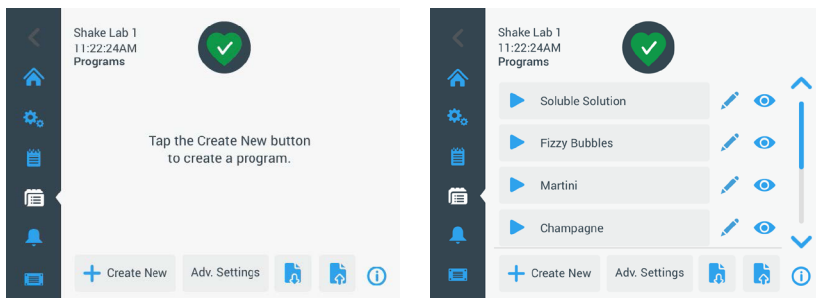 Shake Lab 1
11:22:24AM
Programs
Tap the Create New button
to create a program.
Create New
Adv. Settings
Shake Lab 1
11:22:24AM
Programs
Soluble Solution
Fizzy Bubbles
Martini
Champagne
Create New
Adv. Settings